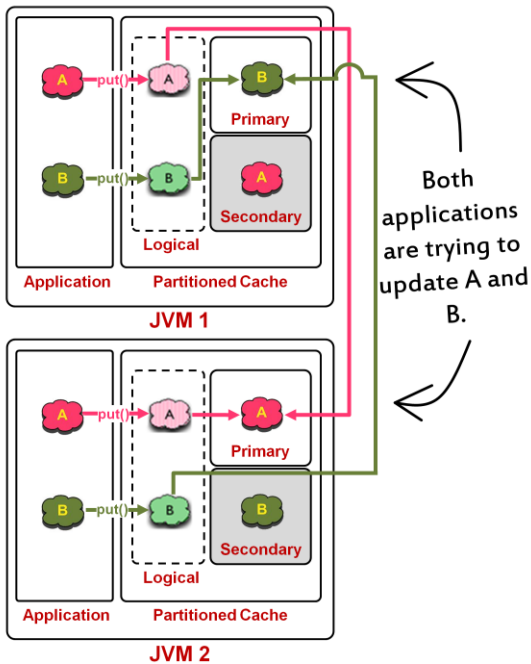 A put() A B
Primary
B put() B A
Secondary
Logical
Application Partitioned Cache
JVM 1
Both
applications
are trying to
update A and
B.
A put() A A
Primary
B put() B B
Secondary
Logical
Application Partitioned Cache
JVM 2